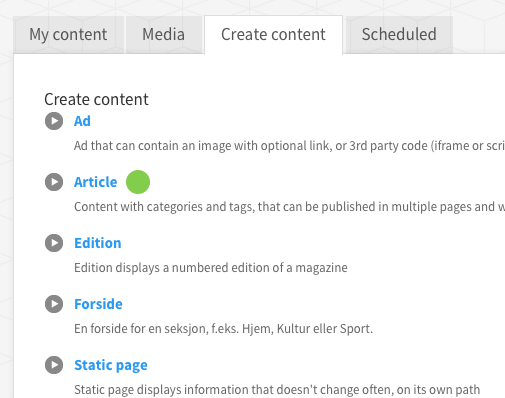 My content Media Create content Scheduled
Create content
Ad
Ad that can contain an image with optional link, or 3rd party code (iframe or scri
Article
Content with categories and tags, that can be published in multiple pages and w
Edition
Edition displays a numbered edition of a magazine
Forside
En forside for en seksjon, f.eks. Hjem, Kultur eller Sport.
Static page
Static page displays information that doesn't change often, on its own path